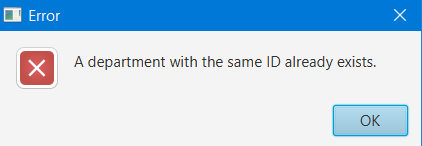 Error
A department with the same ID already exists.
OK